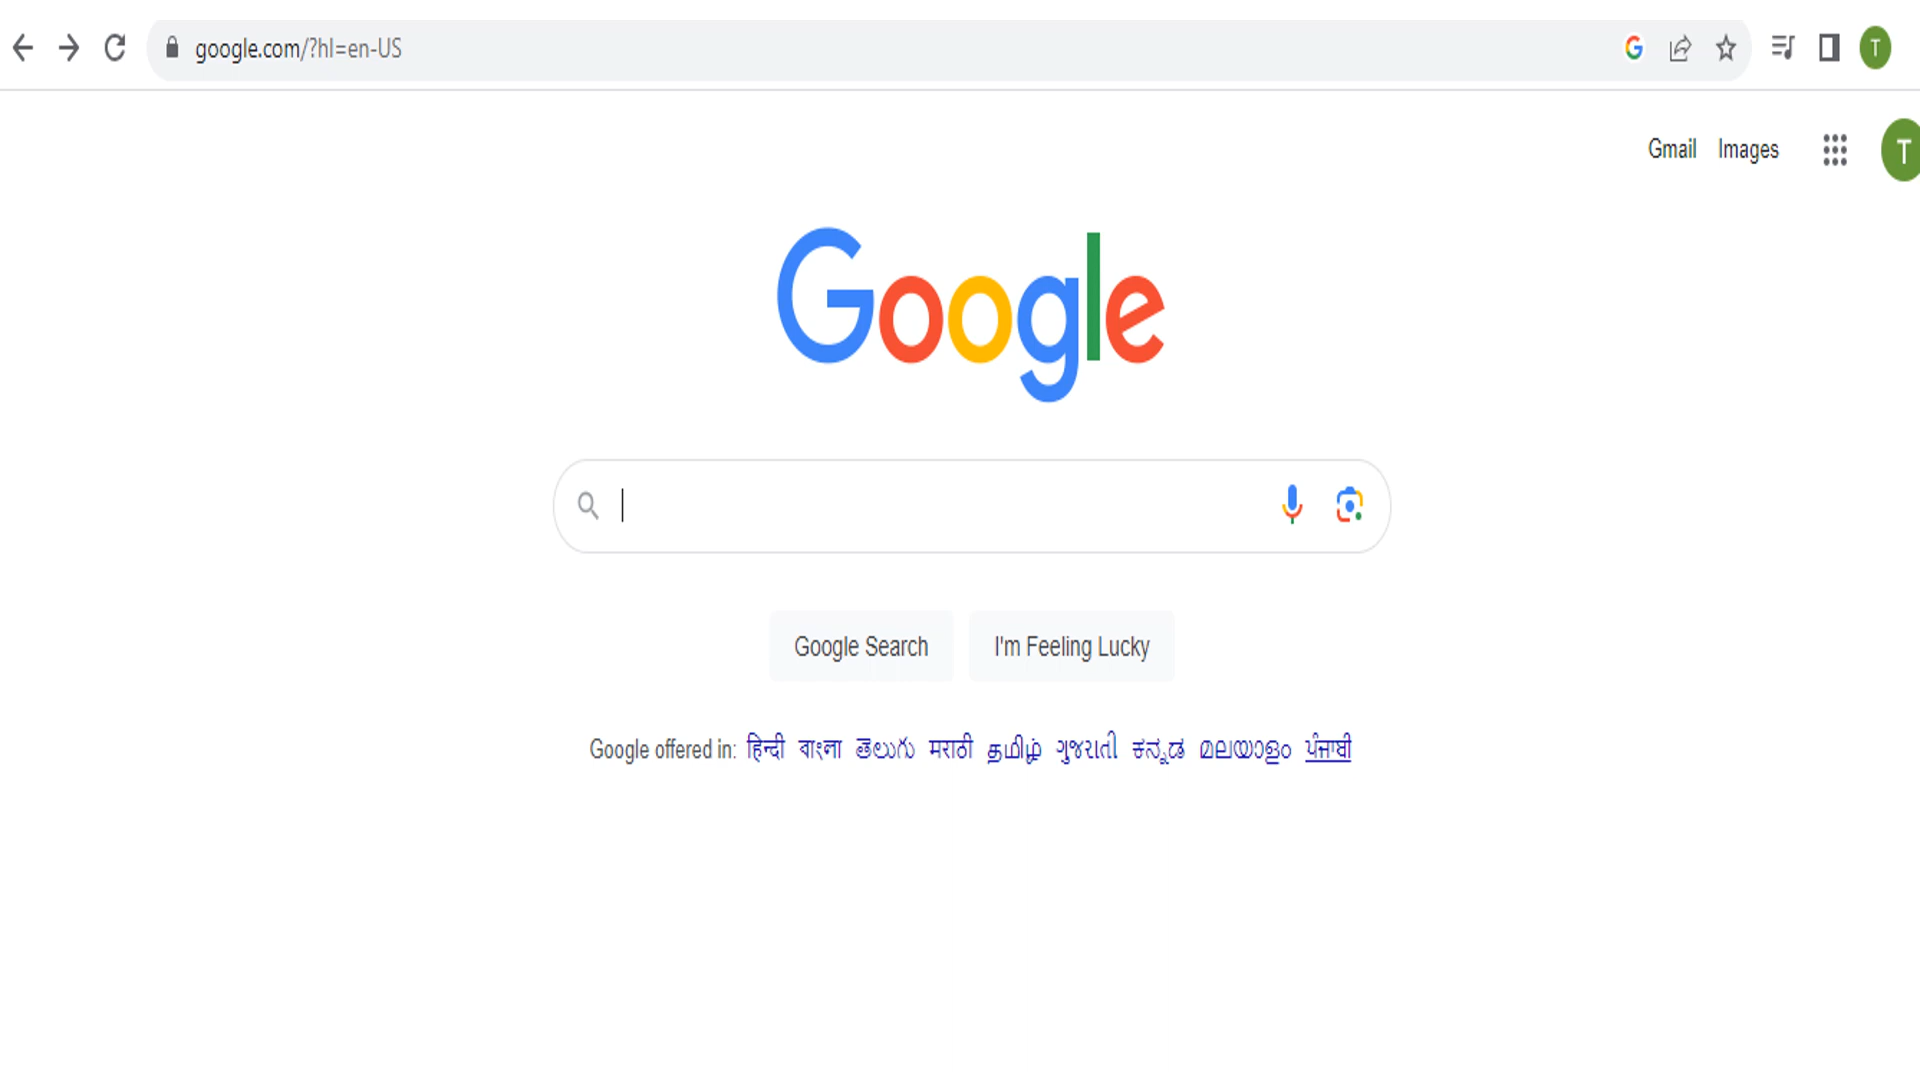 google.com/?hl=en-US
T
Gmail Images
T
Google
Google Search I'm Feeling Lucky
Google offered in: हिन्दी বাংলা తెలుగు मराठी தமிழ் ગુજરાતી ಕನ್ನಡ മലയാളം ਪੰਜਾਬੀ